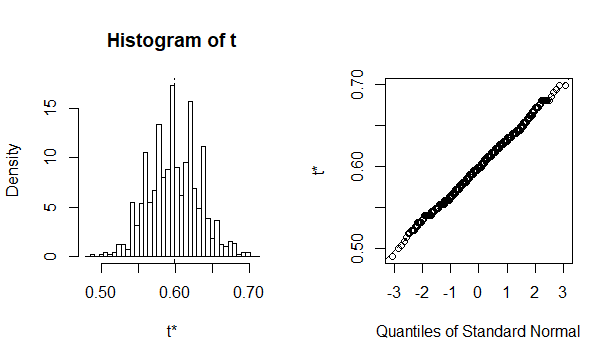 Histogram of t
Density
0 5 10 15
0.50 0.60 0.70
t*
t*
0.50 0.60 0.70
-3 -2 -1 0 1 2 3
Quantiles of Standard Normal